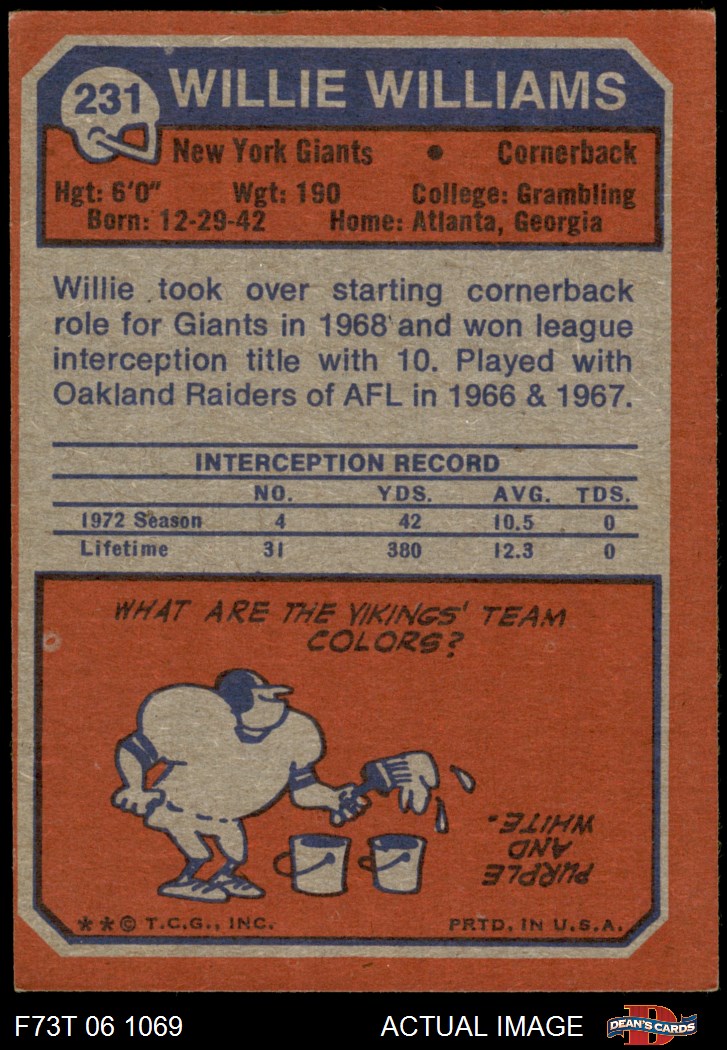 231 WILLIE WILLIAMS
New York Giants • Cornerback
Hgt: 6'0" Wgt: 190 College: Grambling
Born: 12-29-42 Home: Atlanta, Georgia
Willie took over starting cornerback
role for Giants in 1968 and won league
interception title with 10. Played with
Oakland Raiders of AFL in 1966 & 1967.
INTERCEPTION RECORD
NO. YDS. AVG. TDS.
1972 Season 4 42 10.5 0
Lifetime 31 380 12.3 0
WHAT ARE THE VIKINGS' TEAM
COLORS?
PURPLE
AND
WHITE.
**© T.C.G., INC. PRTD. IN U.S.A.
F73T 06 1069 ACTUAL IMAGE D DEAN'S CARDS